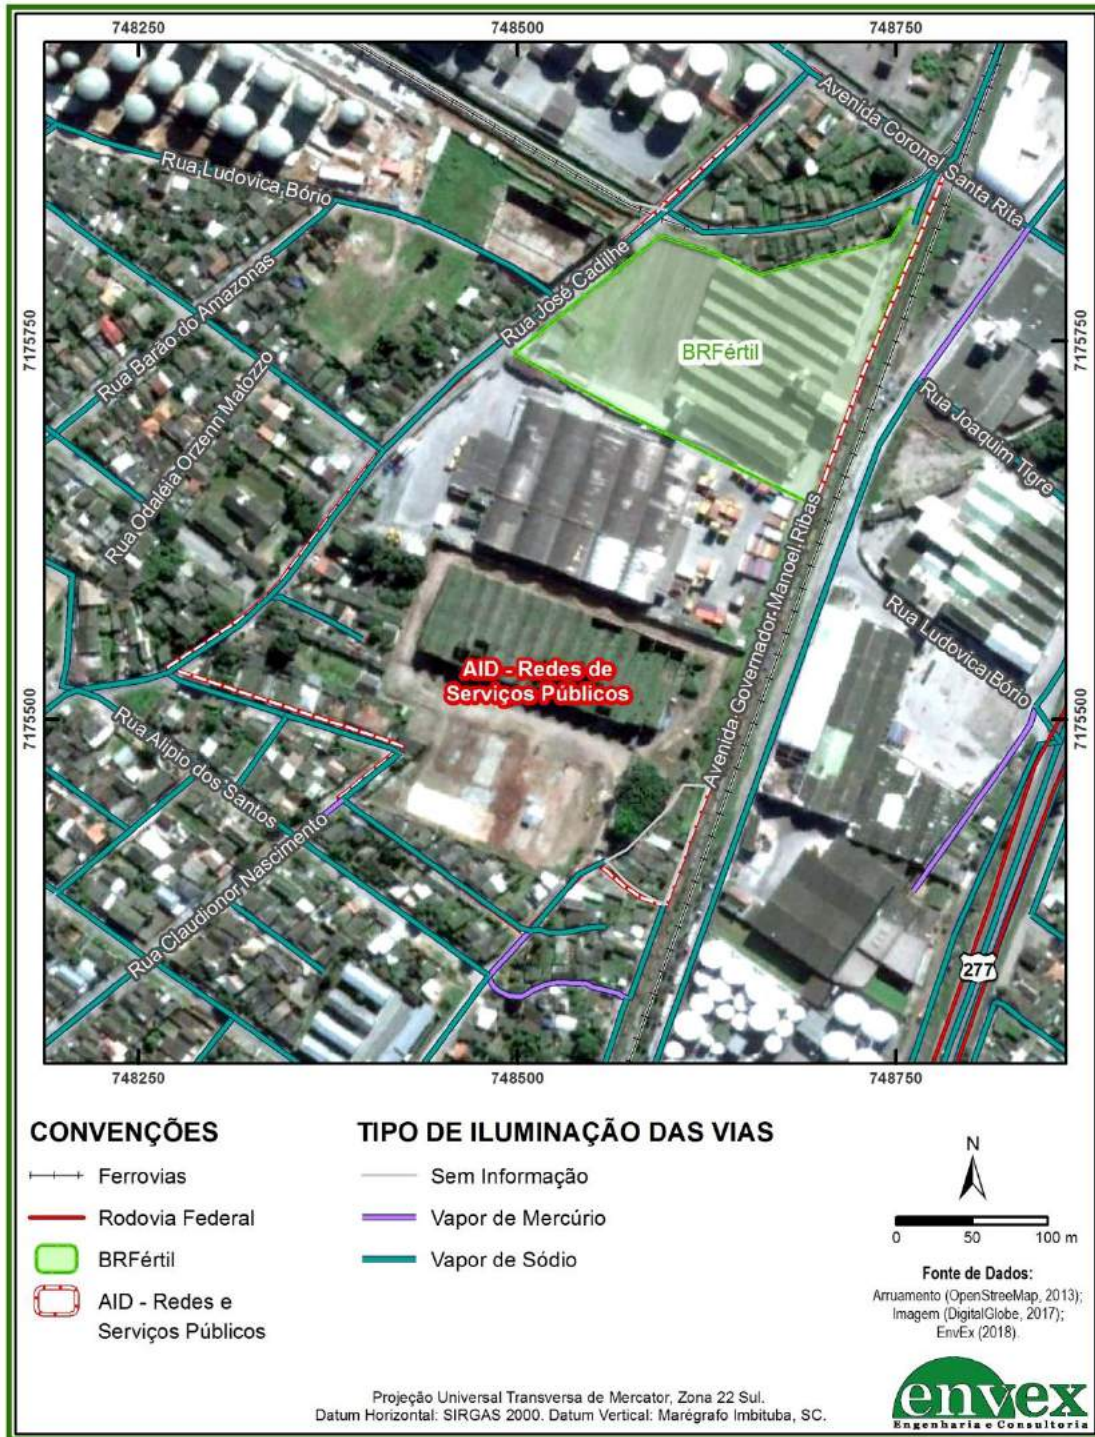 748250 748500 748750
Avenida Coronel Santa Rita
Rua Ludovica Bório
Rua José Cadilhe
Rua Barão do Amazonas
7175750
BRFértil
7175750
Rua Odaléia Orzenn Matozzo
Rua Joaquim Tigre
Avenida Governador Manoel Ribas
Rua Ludovica Bório
AID - Redes de
Serviços Públicos
7175500
7175500
Rua Alipio dos Santos
Rua Claudionor Nascimento
277
748250 748500 748750
CONVENÇÕES
Ferrovias
Rodovia Federal
BRFértil
AID - Redes e
Serviços Públicos
TIPO DE ILUMINAÇÃO DAS VIAS
Sem Informação
Vapor de Mercúrio
Vapor de Sódio
N
0 50 100 m
Fonte de Dados:
Arruamento (OpenStreeMap, 2013);
Imagem (DigitalGlobe, 2017);
EnvEx (2018).
Projeção Universal Transversa de Mercator, Zona 22 Sul.
Datum Horizontal: SIRGAS 2000. Datum Vertical: Marégrafo Imbituba, SC.
envex
Engenharia e Consultoria